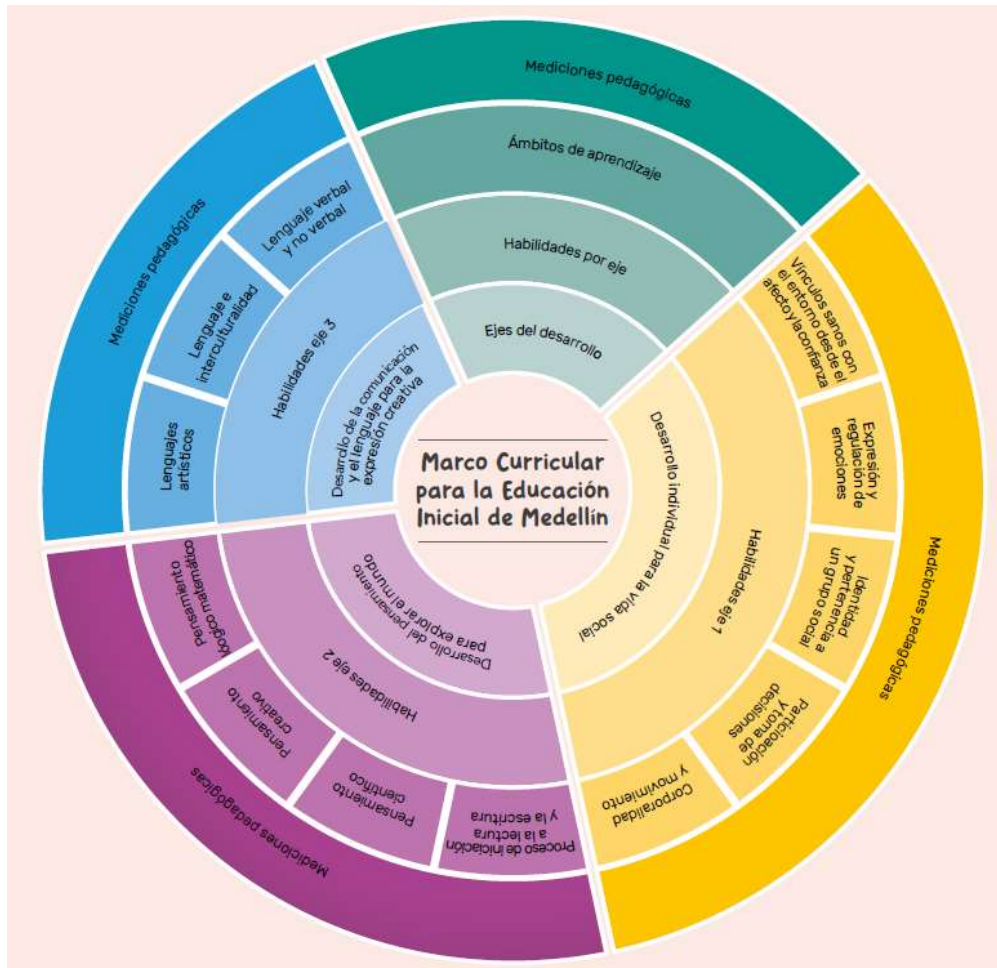 Marco Curricular
para la Educación
Inicial de Medellín
Mediciones pedagógicas
Ámbitos de aprendizaje
Habilidades por eje
Ejes del desarrollo
Mediciones pedagógicas
Vínculos sanos con
el entorno desde el
afecto y la confianza
Expresión y
regulación de
emociones
Identidad
y pertenencia a
un grupo social
Participación
y toma de
decisiones
Corporalidad
y movimiento
Habilidades eje 1
Desarrollo individual para la vida social
Mediciones pedagógicas
Proceso de iniciación
a la lectura
y la escritura
Pensamiento
científico
Pensamiento
creativo
Pensamiento
lógico matemático
Habilidades eje 2
Desarrollo del pensamiento
para explorar el mundo
Mediciones pedagógicas
Lenguajes
artísticos
Lenguaje e
interculturalidad
Lenguaje verbal
y no verbal
Habilidades eje 3
Desarrollo de la comunicación
y el lenguaje para la
expresión creativa